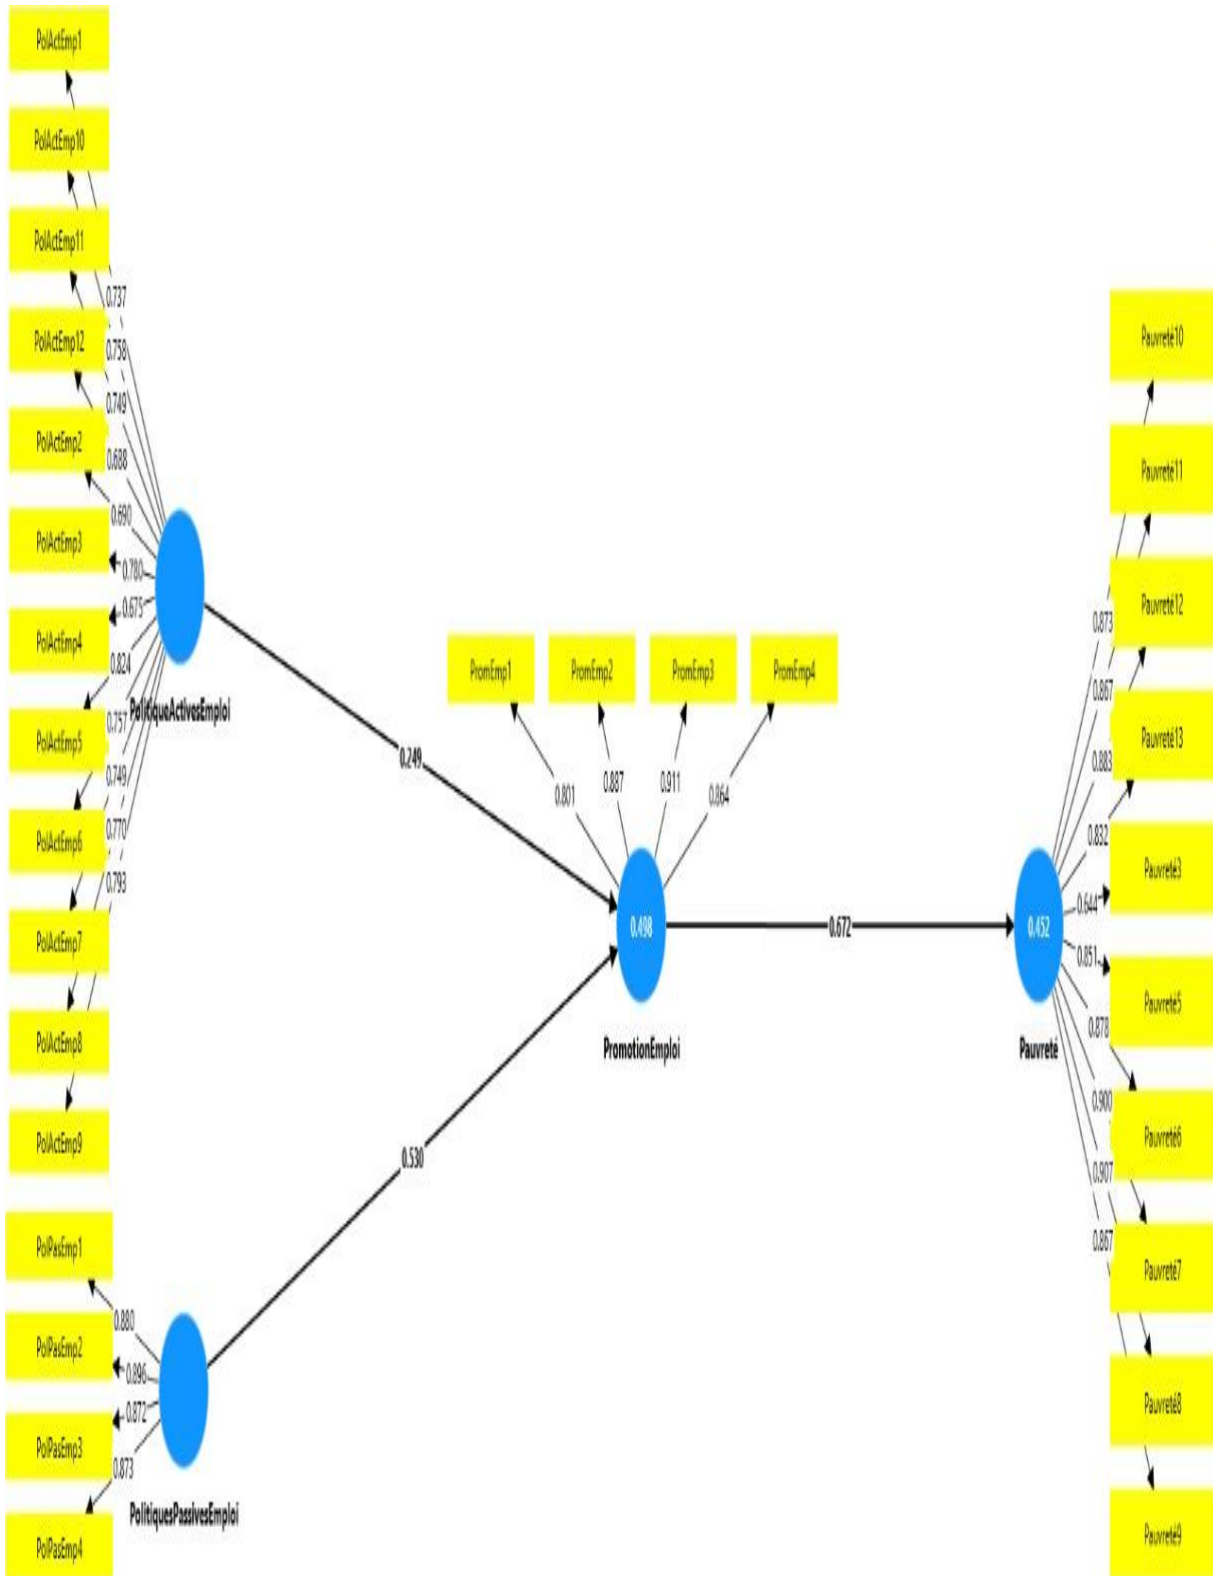 PolActEmp1
PolActEmp10
PolActEmp11
PolActEmp12
PolActEmp2
PolActEmp3
PolActEmp4
PolActEmp5
PolActEmp6
PolActEmp7
PolActEmp8
PolActEmp9
0.737
0.758
0.749
0.688
0.690
0.780
0.675
0.824
0.757
0.749
0.770
0.793
PolitiqueActivesEmploi
PolPasEmp1
PolPasEmp2
PolPasEmp3
PolPasEmp4
0.880
0.896
0.872
0.873
PolitiquesPassivesEmploi
0.249
0.530
PromEmp1
PromEmp2
PromEmp3
PromEmp4
0.801
0.887
0.911
0.864
0.498
PromotionEmploi
0.672
0.452
Pauvreté
0.873
0.867
0.883
0.832
0.644
0.851
0.878
0.900
0.907
0.867
Pauvreté10
Pauvreté11
Pauvreté12
Pauvreté13
Pauvreté3
Pauvreté5
Pauvreté6
Pauvreté7
Pauvreté8
Pauvreté9